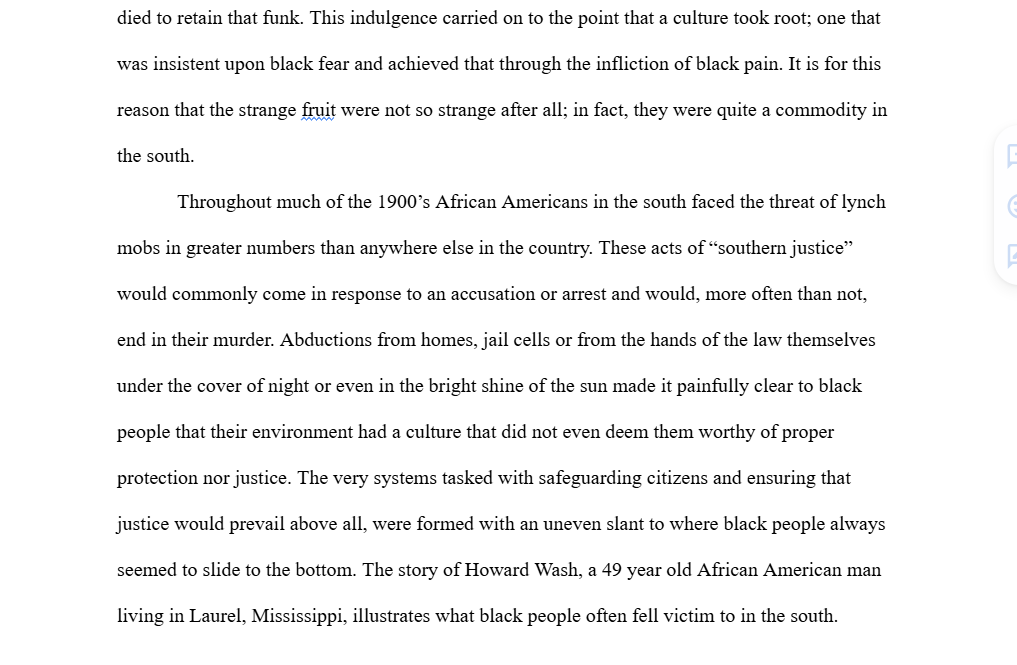 died to retain that funk. This indulgence carried on to the point that a culture took root; one that
was insistent upon black fear and achieved that through the infliction of black pain. It is for this
reason that the strange fruit were not so strange after all; in fact, they were quite a commodity in
the south.
Throughout much of the 1900’s African Americans in the south faced the threat of lynch
mobs in greater numbers than anywhere else in the country. These acts of “southern justice”
would commonly come in response to an accusation or arrest and would, more often than not,
end in their murder. Abductions from homes, jail cells or from the hands of the law themselves
under the cover of night or even in the bright shine of the sun made it painfully clear to black
people that their environment had a culture that did not even deem them worthy of proper
protection nor justice. The very systems tasked with safeguarding citizens and ensuring that
justice would prevail above all, were formed with an uneven slant to where black people always
seemed to slide to the bottom. The story of Howard Wash, a 49 year old African American man
living in Laurel, Mississippi, illustrates what black people often fell victim to in the south.